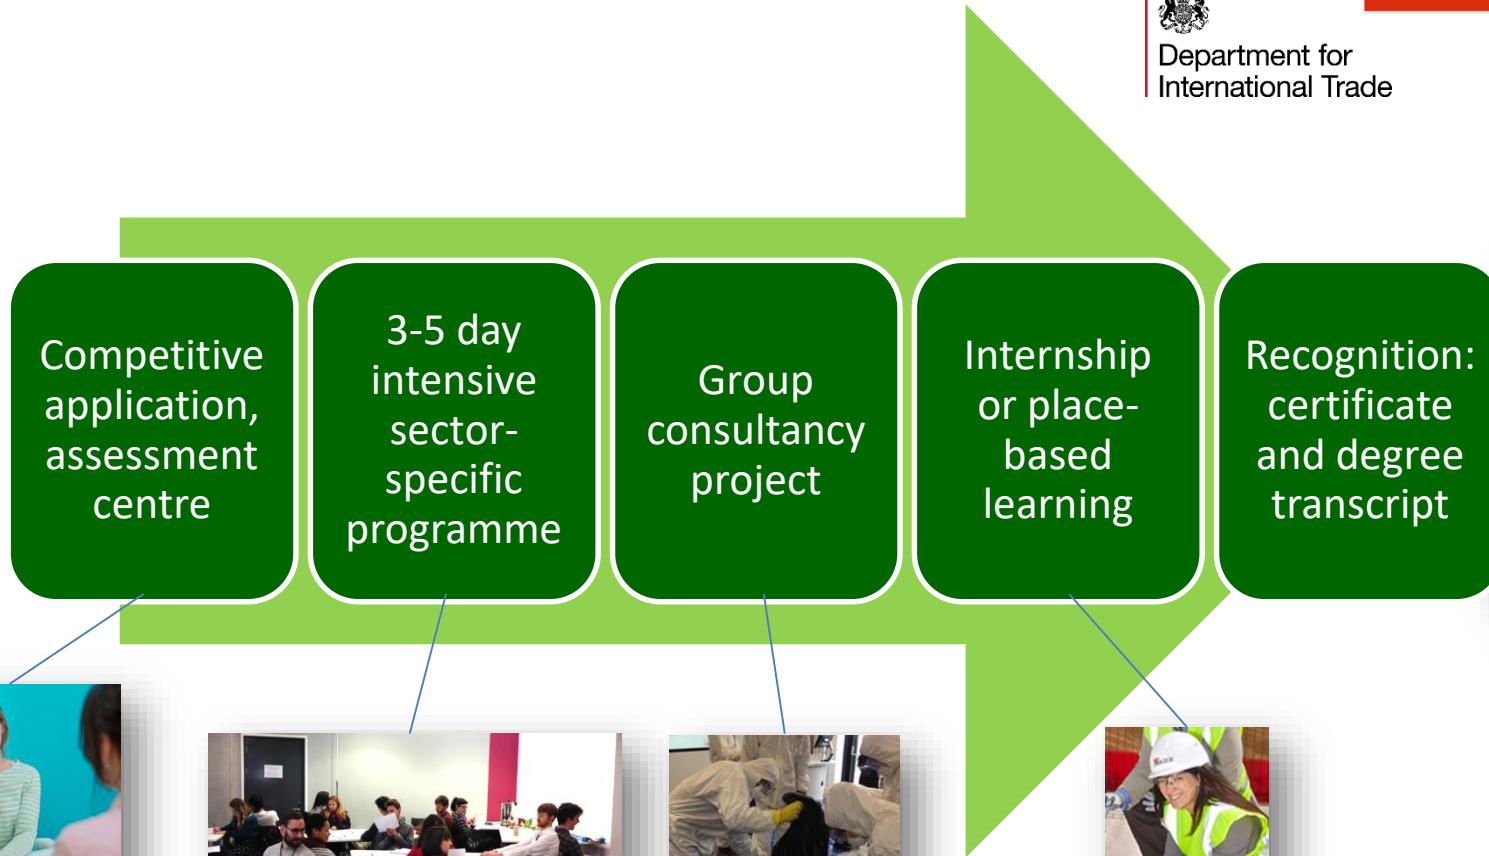 Department for
International Trade
Competitive
application,
assessment
centre
3-5 day
intensive
sector-
specific
programme
Group
consultancy
project
Internship
or place-
based
learning
Recognition:
certificate
and degree
transcript